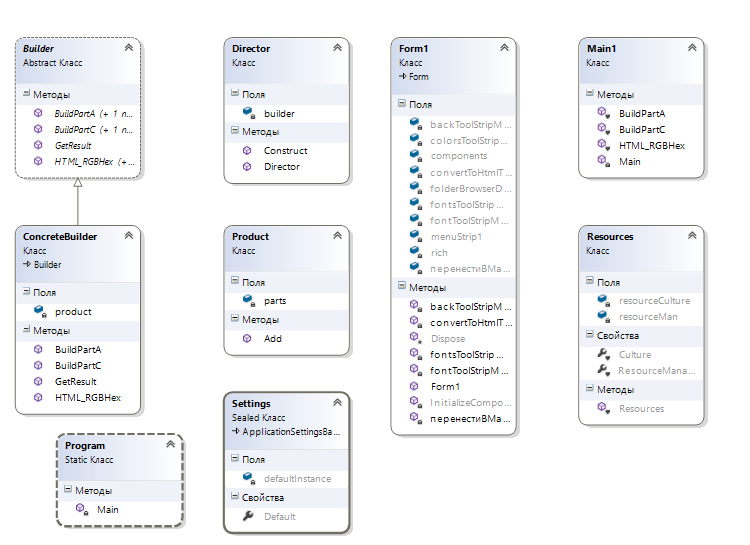 Builder
Abstract Класс
Методы
BuildPartA (+ 1 п...
BuildPartC (+ 1 п...
GetResult
HTML_RGBHex (+ ...
ConcreteBuilder
Класс
Builder
Поля
product
Методы
BuildPartA
BuildPartC
GetResult
HTML_RGBHex
Program
Static Класс
Методы
Main
Director
Класс
Поля
builder
Методы
Construct
Director
Product
Класс
Поля
parts
Методы
Add
Settings
Sealed Класс
ApplicationSettingsBa...
Поля
defaultInstance
Свойства
Default
Form1
Класс
Form
Поля
backToolStripM...
colorsToolStrip...
components
convertToHtmlT...
folderBrowserD...
fontsToolStrip...
fontToolStripM...
menuStrip1
rich
перенестиВМа...
Методы
backToolStripM...
convertToHtmlT...
Dispose
fontsToolStrip...
fontToolStripM...
Form1
InitializeCompo...
перенестиВМа...
Main1
Класс
Методы
BuildPartA
BuildPartC
HTML_RGBHex
Main
Resources
Класс
Поля
resourceCulture
resourceMan
Свойства
Culture
ResourceMana...
Методы
Resources